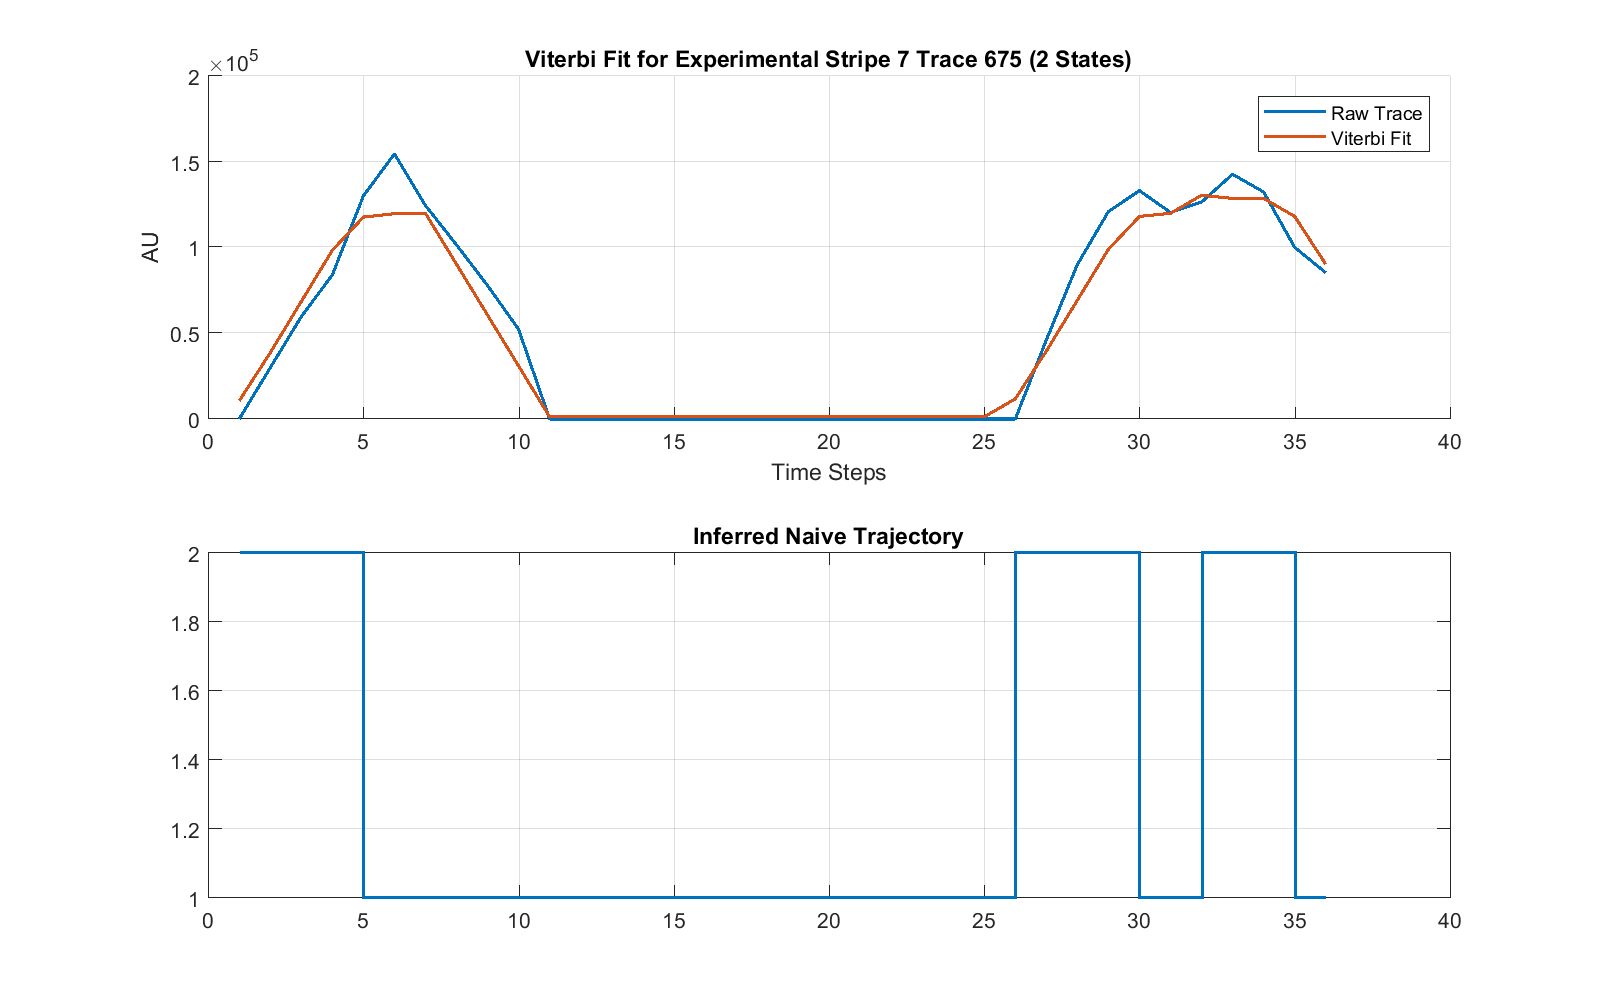 Viterbi Fit for Experimental Stripe 7 Trace 675 (2 States)
×10⁵
2
1.5
1
0.5
0
AU
Raw Trace
Viterbi Fit
0 5 10 15 20 25 30 35 40
Time Steps
Inferred Naive Trajectory
2
1.8
1.6
1.4
1.2
1
0 5 10 15 20 25 30 35 40